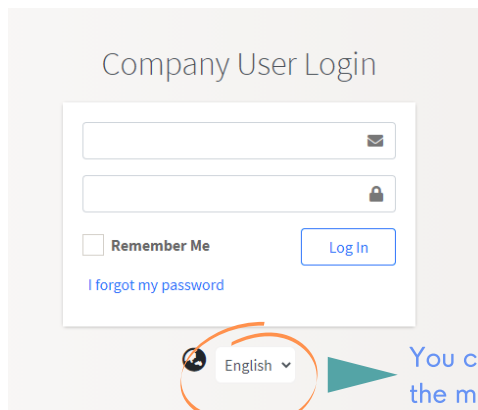 Company User Login
Remember Me
Log In
I forgot my password
English
You c
the m